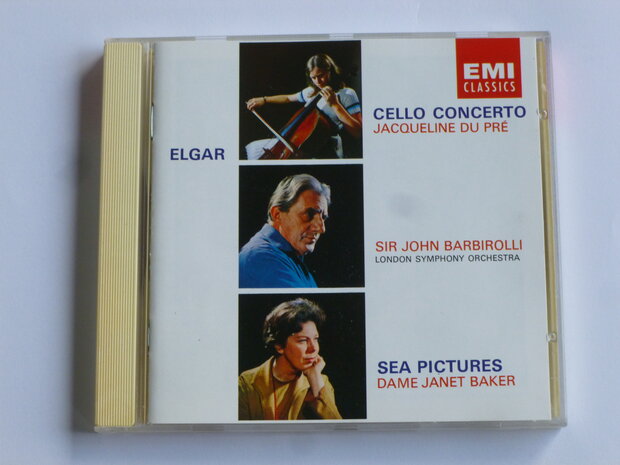 EMI
CLASSICS
CELLO CONCERTO
JACQUELINE DU PRÉ
ELGAR
SIR JOHN BARBIROLLI
LONDON SYMPHONY ORCHESTRA
SEA PICTURES
DAME JANET BAKER